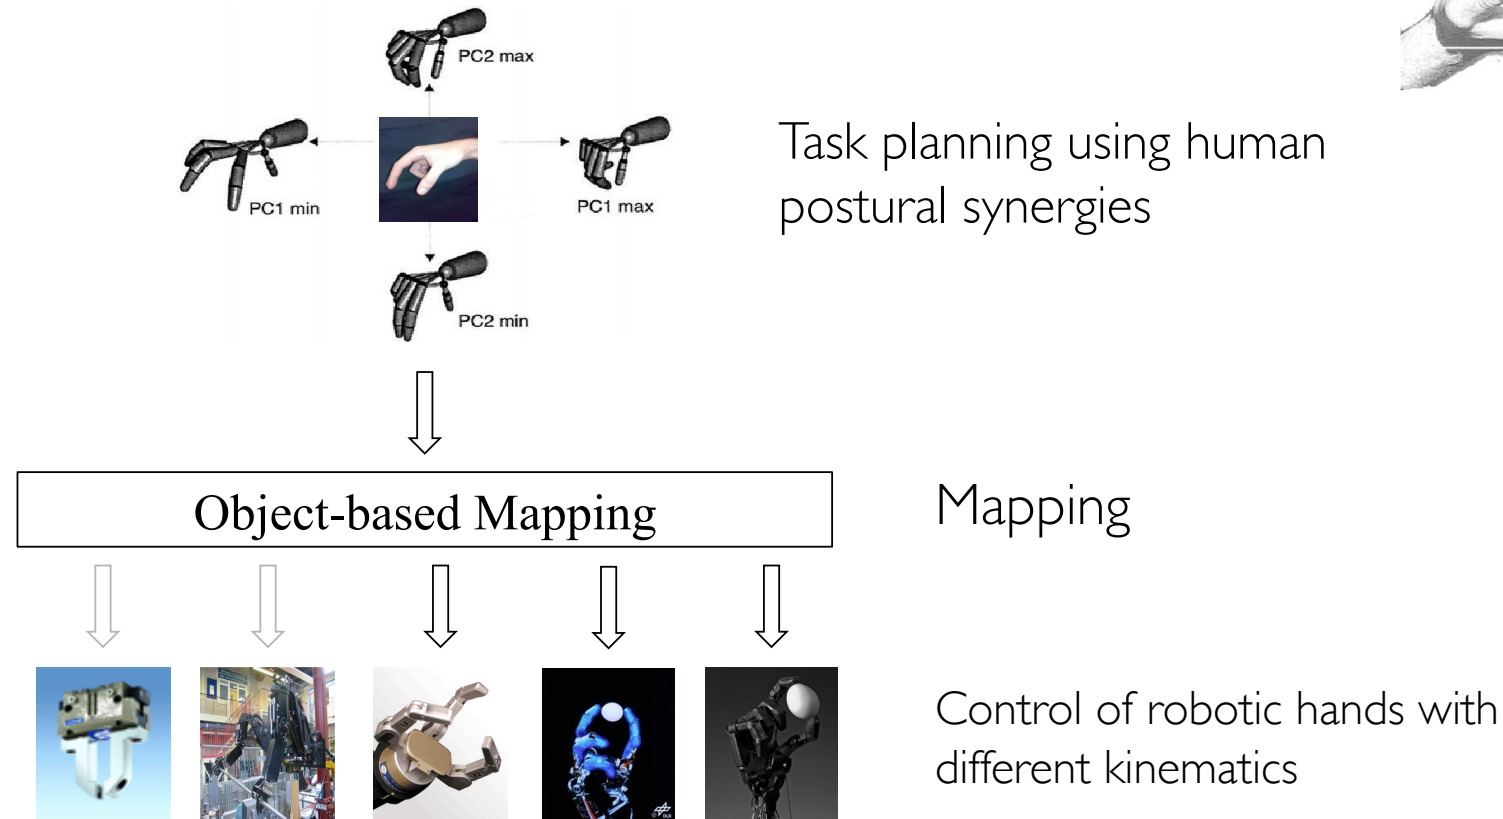 PC2 max
PC1 min
PC1 max
PC2 min
Task planning using human
postural synergies
Object-based Mapping
Mapping
Control of robotic hands with
different kinematics
© DLR